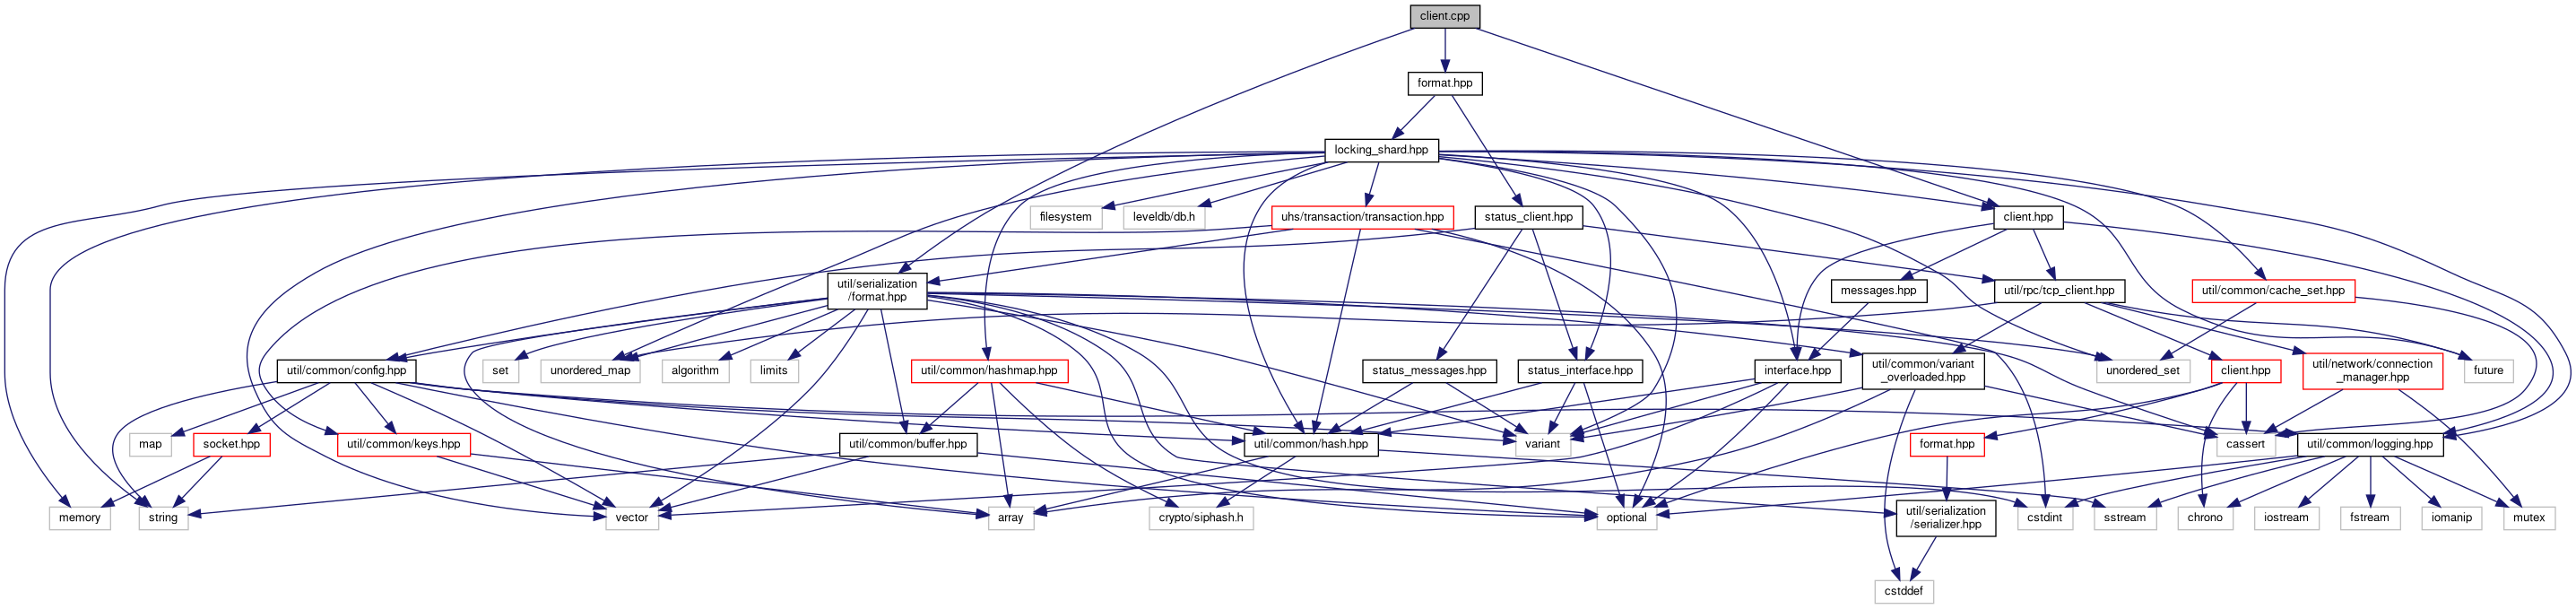 client.cpp
format.hpp
locking_shard.hpp
filesystem
leveldb/db.h
uhs/transaction/transaction.hpp
status_client.hpp
client.hpp
util/serialization
/format.hpp
messages.hpp
util/rpc/tcp_client.hpp
util/common/cache_set.hpp
util/common/config.hpp
set
unordered_map
algorithm
limits
util/common/hashmap.hpp
status_messages.hpp
status_interface.hpp
interface.hpp
util/common/variant
_overloaded.hpp
unordered_set
client.hpp
util/network/connection
_manager.hpp
future
map
socket.hpp
util/common/keys.hpp
util/common/buffer.hpp
util/common/hash.hpp
variant
format.hpp
cassert
util/common/logging.hpp
memory
string
vector
array
crypto/siphash.h
optional
util/serialization
/serializer.hpp
cstdint
sstream
chrono
iostream
fstream
iomanip
mutex
cstddef